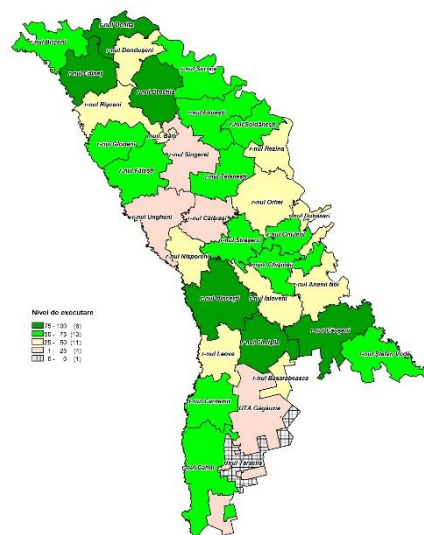 r-nul Ocnița
r-nul Briceni
r-nul Dondușeni
r-nul Edineț
r-nul Soroca
r-nul Drochia
r-nul Rîșcani
r-nul Florești
r-nul Șoldănești
mun. Bălți
r-nul Glodeni
r-nul Sîngerei
r-nul Rezina
r-nul Fălești
r-nul Telenești
r-nul Orhei
r-nul Ungheni
r-nul Călărași
r-nul Dubăsari
r-nul Criuleni
r-nul Strășeni
r-nul Nisporeni
mun. Chișinău
r-nul Anenii Noi
r-nul Hîncești
r-nul Ialoveni
Nivel de executare
75 - 100 (6)
50 - 75 (13)
25 - 50 (11)
1 - 25 (4)
0 - 0 (1)
r-nul Căușeni
r-nul Cimișlia
r-nul Ștefan Vodă
r-nul Leova
r-nul Basarabeasca
r-nul Cantemir
UTA Găgăuzia
r-nul Taraclia
r-nul Cahul